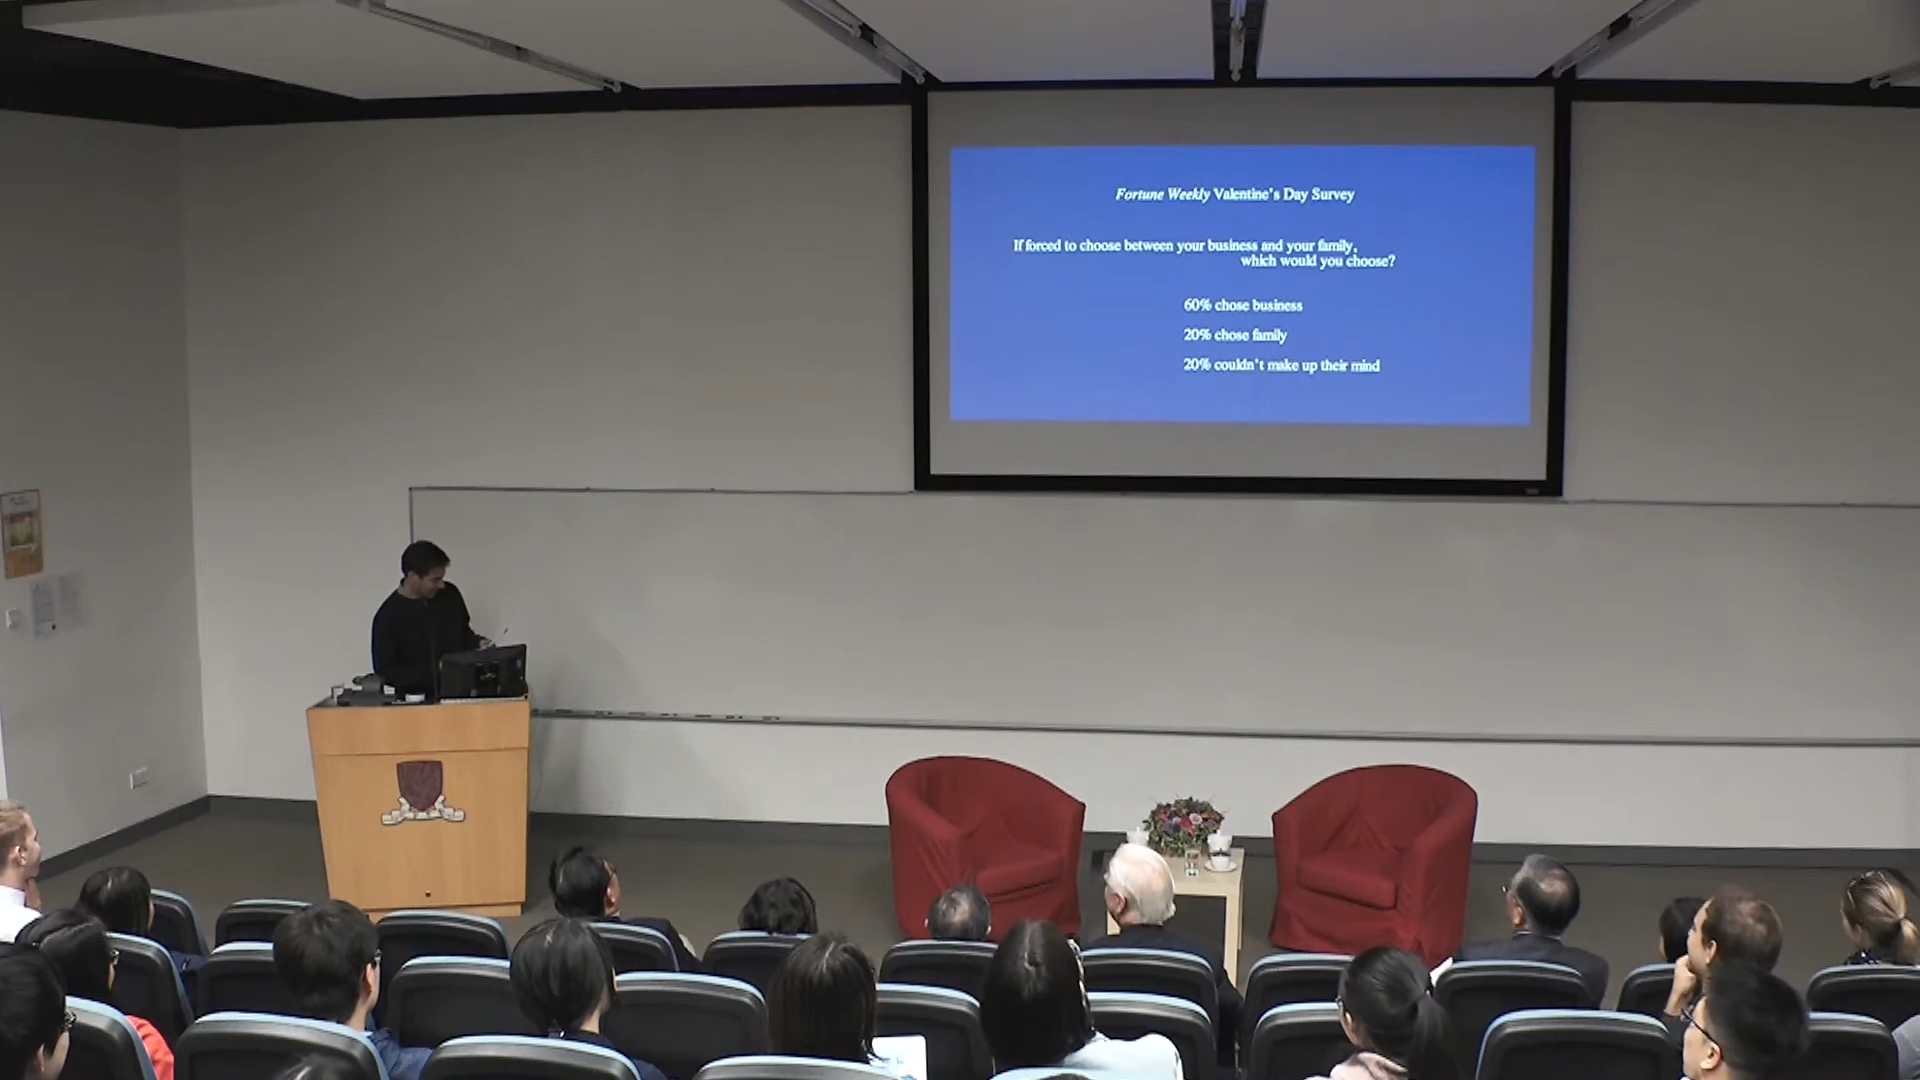 Fortune Weekly Valentine's Day Survey
If forced to choose between your business and your family,
which would you choose?
60% chose business
20% chose family
20% couldn't make up their mind